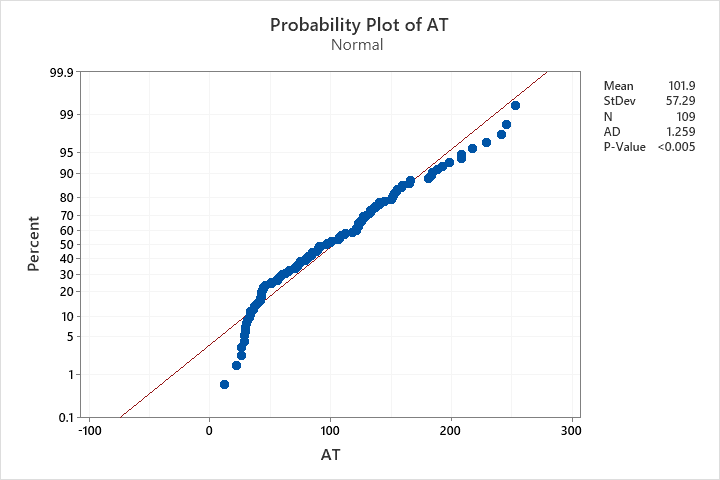 Probability Plot of AT
Normal
Mean 101.9
StDev 57.29
N 109
AD 1.259
P-Value <0.005
Percent
99.9
99
95
90
80
70
60
50
40
30
20
10
5
1
0.1
-100 0 100 200 300
AT